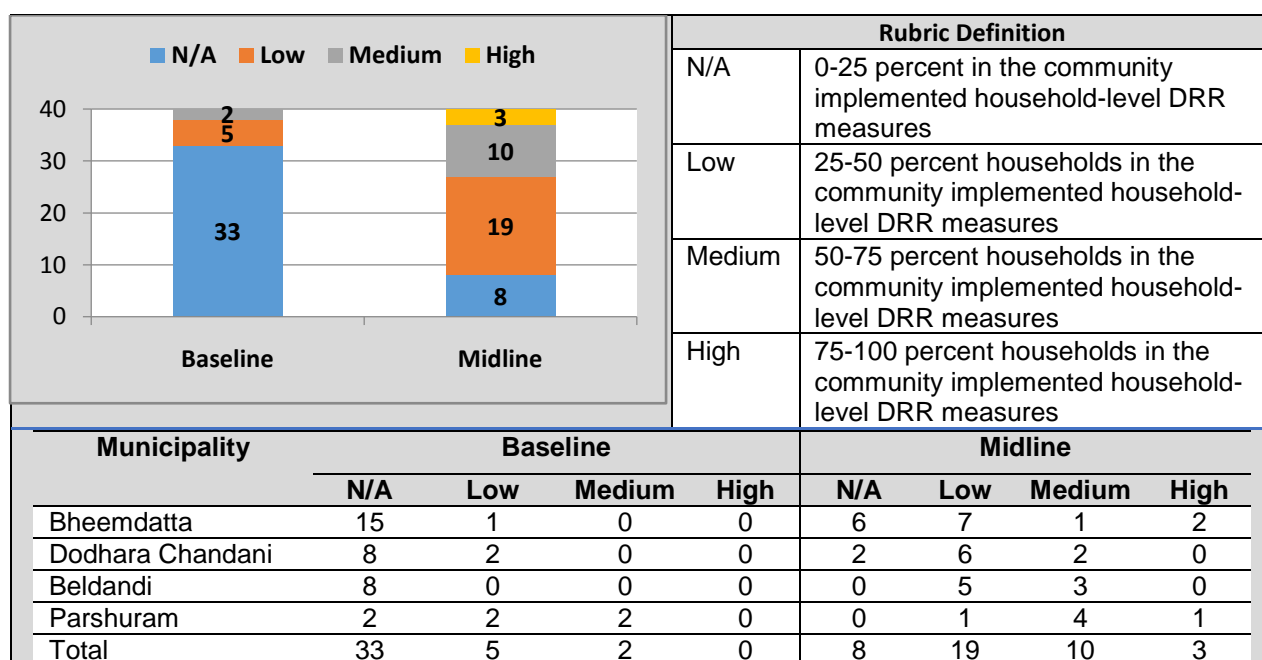 N/A Low Medium High
40
30
20
10
0
2
5
33
3
10
19
8
Baseline Midline
Rubric Definition
N/A 0-25 percent in the community
implemented household-level DRR
measures
Low 25-50 percent households in the
community implemented household-
level DRR measures
Medium 50-75 percent households in the
community implemented household-
level DRR measures
High 75-100 percent households in the
community implemented household-
level DRR measures
Municipality Baseline Midline
N/A Low Medium High N/A Low Medium High
Bheemdatta 15 1 0 0 6 7 1 2
Dodhara Chandani 8 2 0 0 2 6 2 0
Beldandi 8 0 0 0 0 5 3 0
Parshuram 2 2 2 0 0 1 4 1
Total 33 5 2 0 8 19 10 3